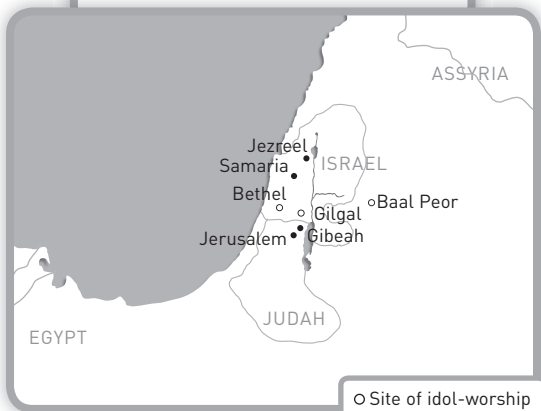 ASSYRIA
Jezreel
ISRAEL
Samaria
Bethel
Baal Peor
Gilgal
Jerusalem
Gibeah
JUDAH
EGYPT
Site of idol-worship